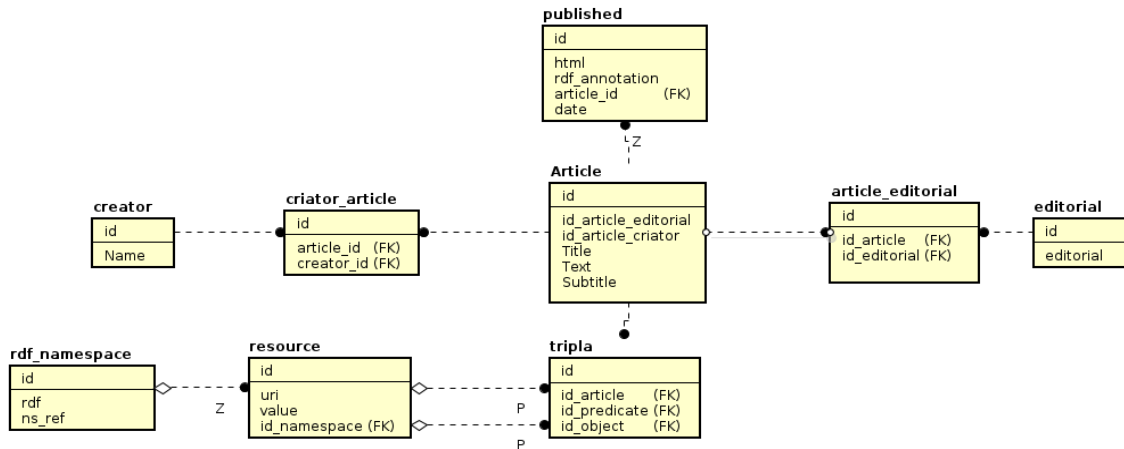 published
id
html
rdf_annotation
article_id (FK)
date
Z
Article
id
id_article_editorial
id_article_criator
Title
Text
Subtitle
creator
id
Name
criator_article
id
article_id (FK)
creator_id (FK)
article_editorial
id
id_article (FK)
id_editorial (FK)
editorial
id
editorial
rdf_namespace
id
rdf
ns_ref
Z
resource
id
uri
value
id_namespace (FK)
P
P
tripla
id
id_article (FK)
id_predicate (FK)
id_object (FK)